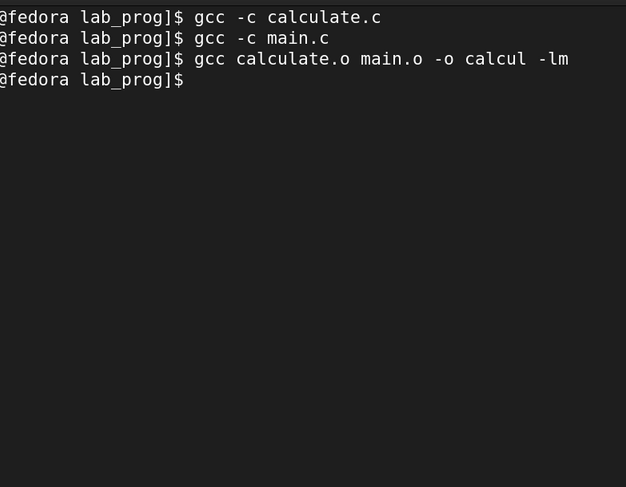 @fedora lab_prog]$ gcc -c calculate.c
@fedora lab_prog]$ gcc -c main.c
@fedora lab_prog]$ gcc calculate.o main.o -o calcul -lm
@fedora lab_prog]$